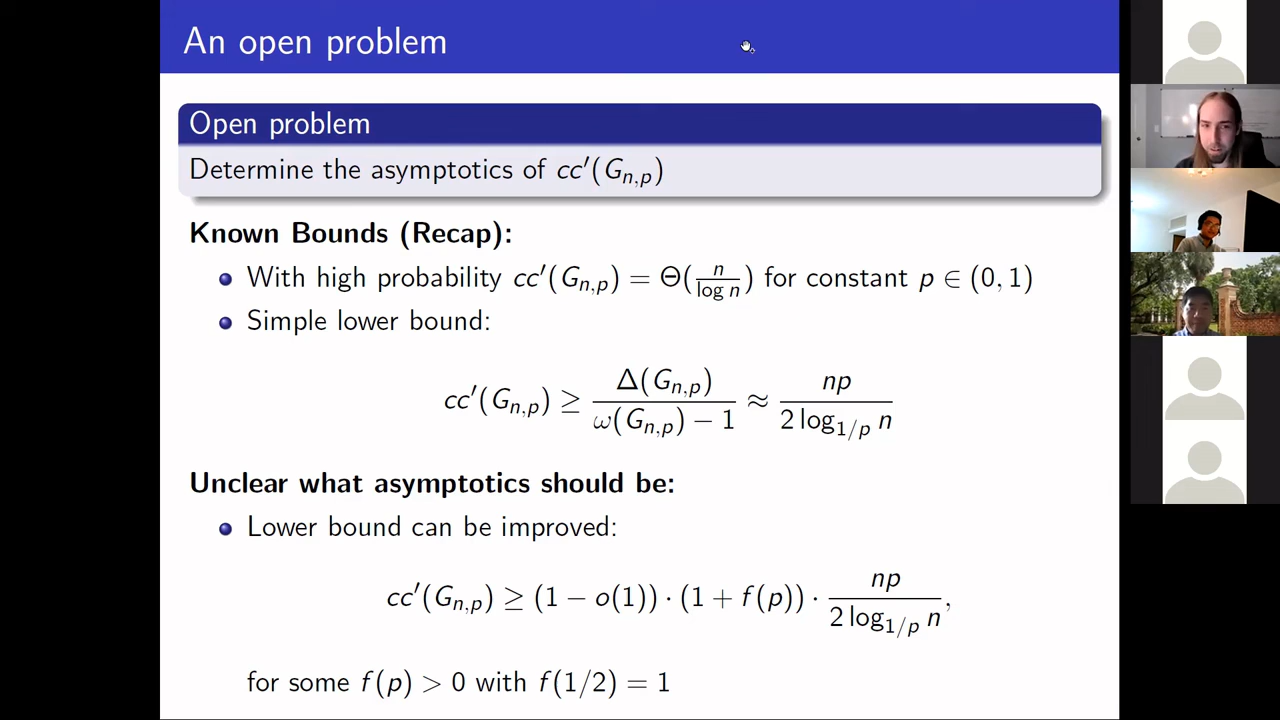 An open problem
Open problem
Determine the asymptotics of cc′(G_{n,p})
Known Bounds (Recap):
With high probability cc′(G_{n,p}) = Θ(n/log n) for constant p ∈ (0, 1)
Simple lower bound:
cc′(G_{n,p}) ≥ Δ(G_{n,p})/(ω(G_{n,p}) − 1) ≈ np/(2 log_{1/p} n)
Unclear what asymptotics should be:
Lower bound can be improved:
cc′(G_{n,p}) ≥ (1 − o(1)) · (1 + f(p)) · np/(2 log_{1/p} n),
for some f(p) > 0 with f(1/2) = 1